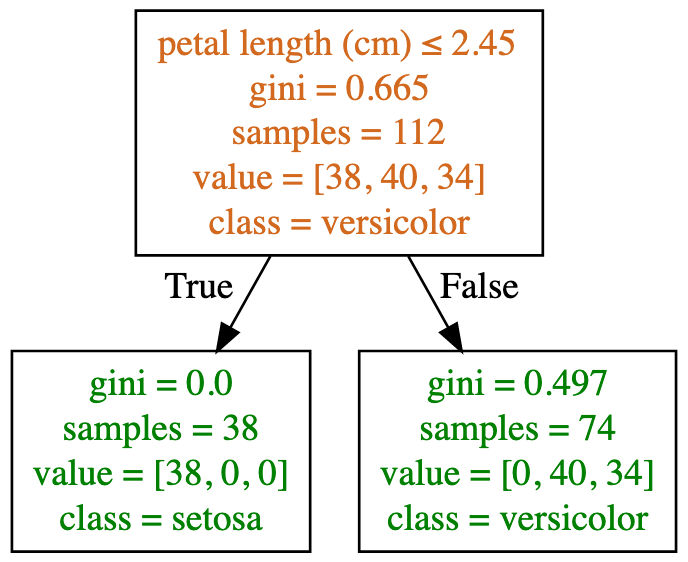 petal length (cm) ≤ 2.45
gini = 0.665
samples = 112
value = [38, 40, 34]
class = versicolor
True
False
gini = 0.0
samples = 38
value = [38, 0, 0]
class = setosa
gini = 0.497
samples = 74
value = [0, 40, 34]
class = versicolor